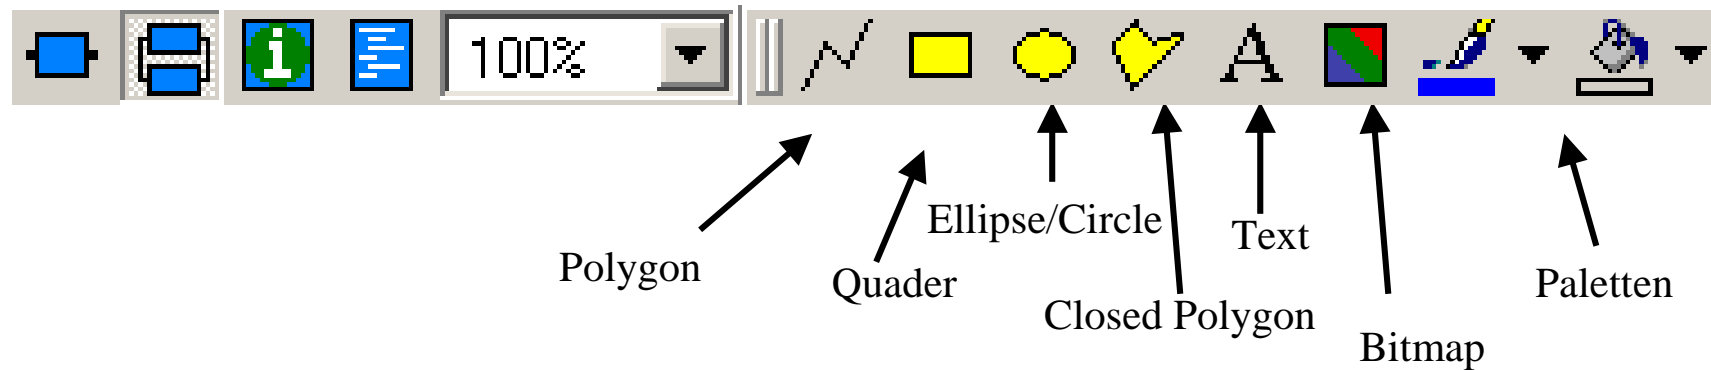 100%
A
Ellipse/Circle
Text
Polygon
Quader
Paletten
Closed Polygon
Bitmap